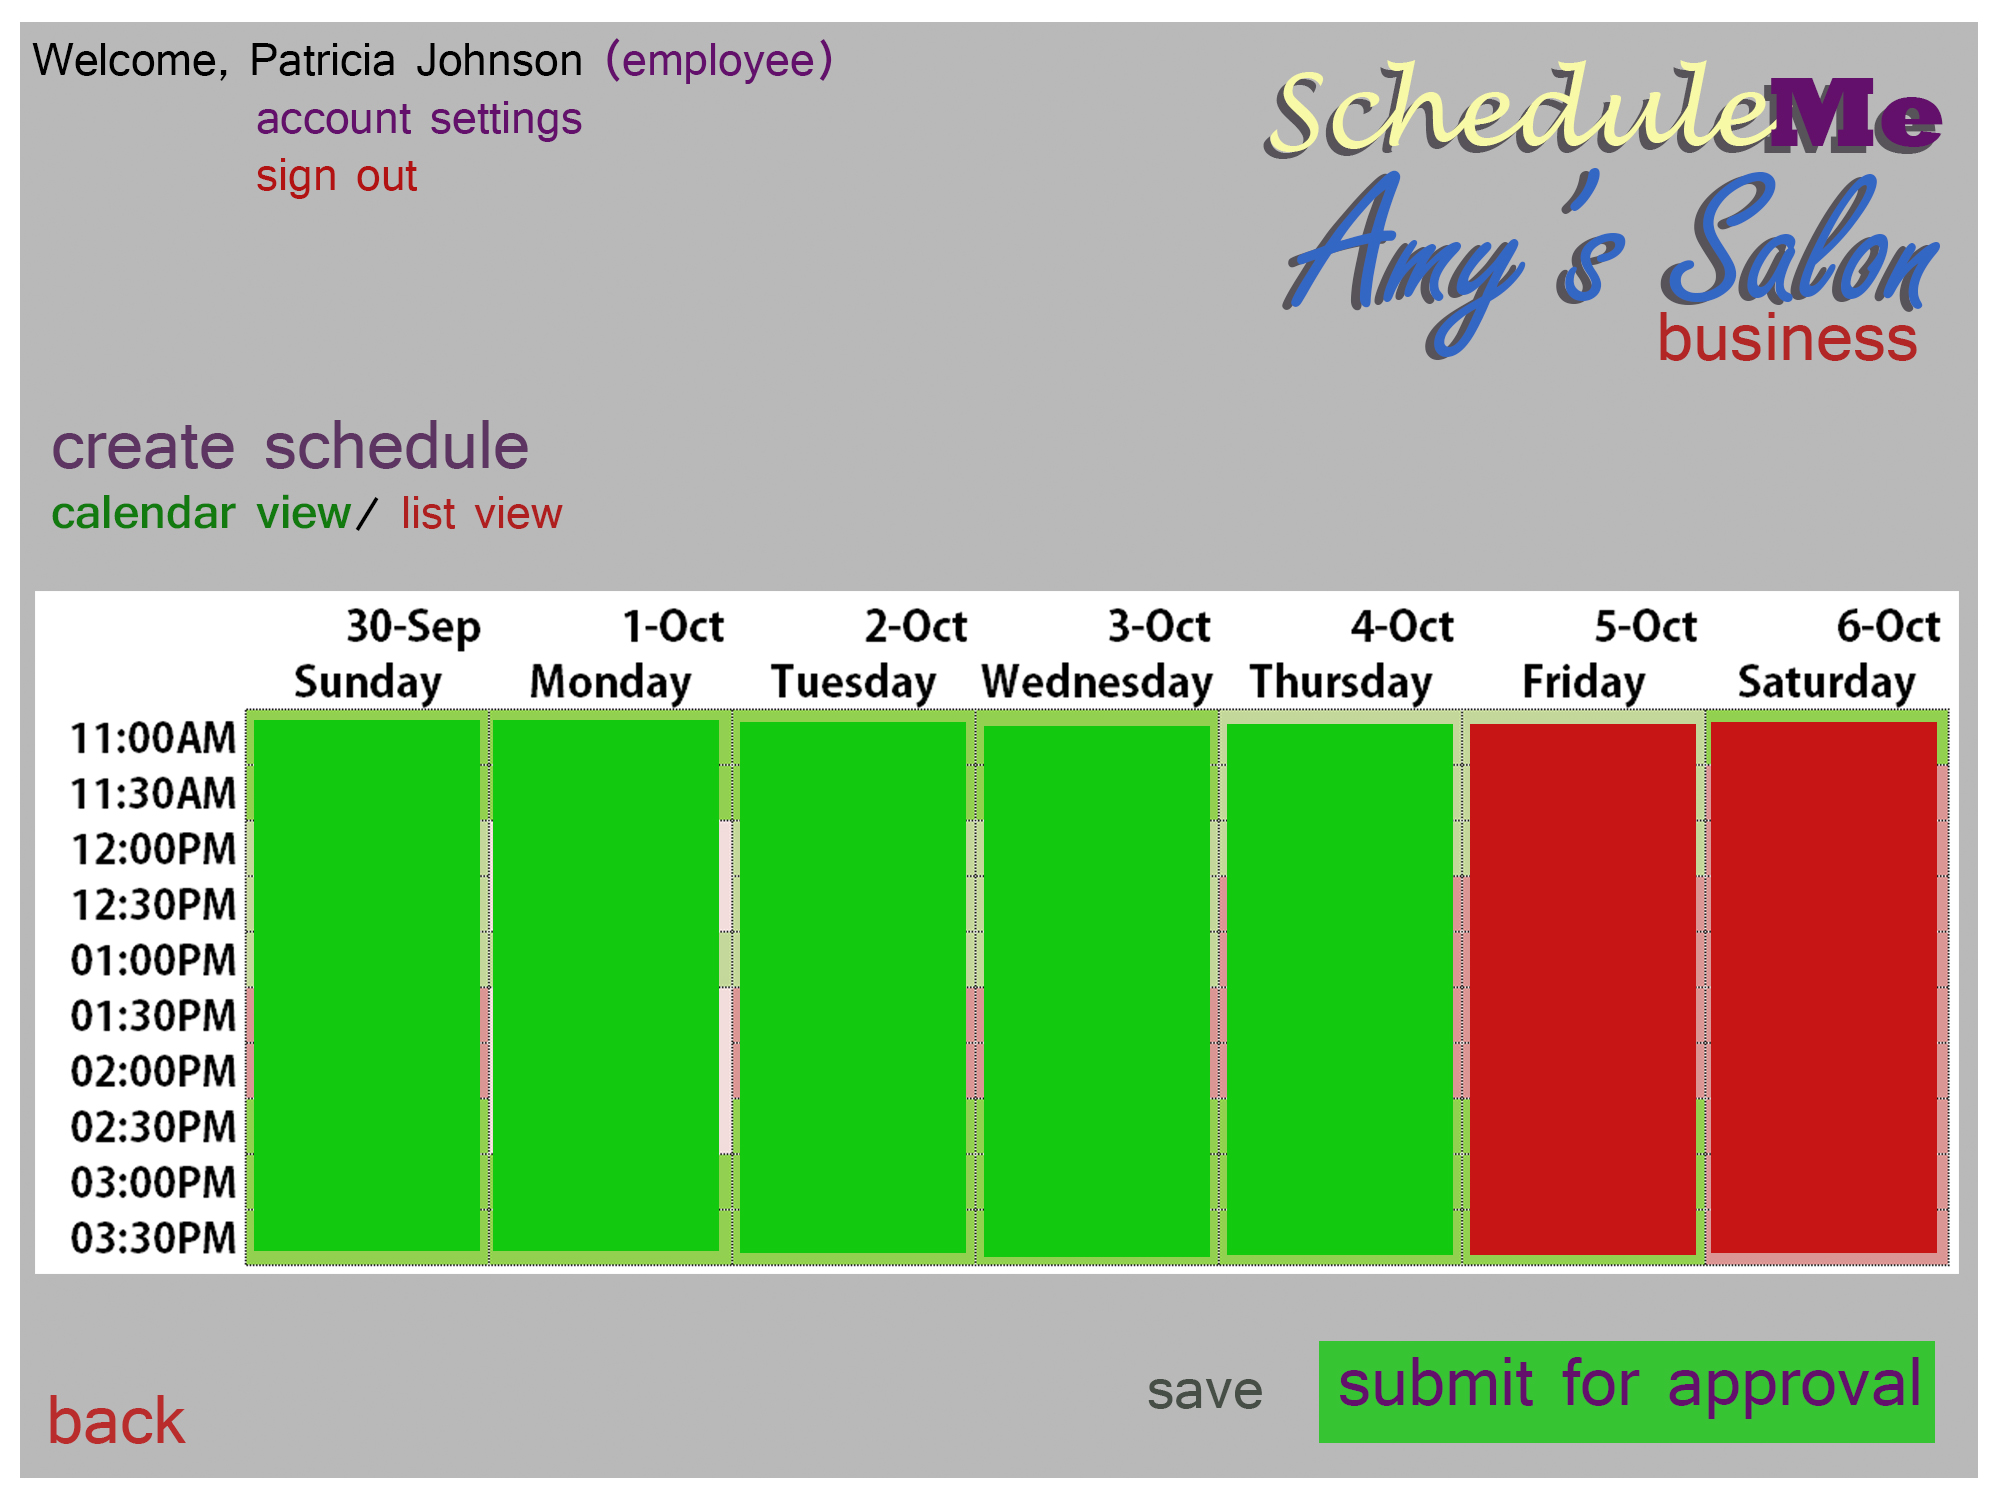 Welcome, Patricia Johnson (employee)
account settings
sign out
ScheduleMe
Amy's Salon
business
create schedule
calendar view/ list view
30-Sep 1-Oct 2-Oct 3-Oct 4-Oct 5-Oct 6-Oct
Sunday Monday Tuesday Wednesday Thursday Friday Saturday
11:00AM
11:30AM
12:00PM
12:30PM
01:00PM
01:30PM
02:00PM
02:30PM
03:00PM
03:30PM
back
save
submit for approval